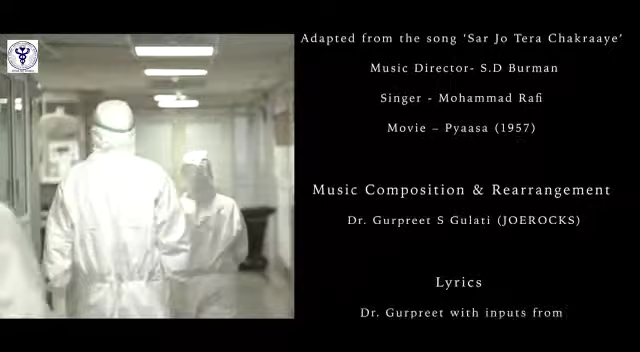 Adapted from the song 'Sar Jo Tera Chakraaye'
Music Director- S.D Burman
Singer - Mohammad Rafi
Movie – Pyaasa (1957)
Music Composition & Rearrangement
Dr. Gurpreet S Gulati (JOEROCKS)
Lyrics
Dr. Gurpreet with inputs from